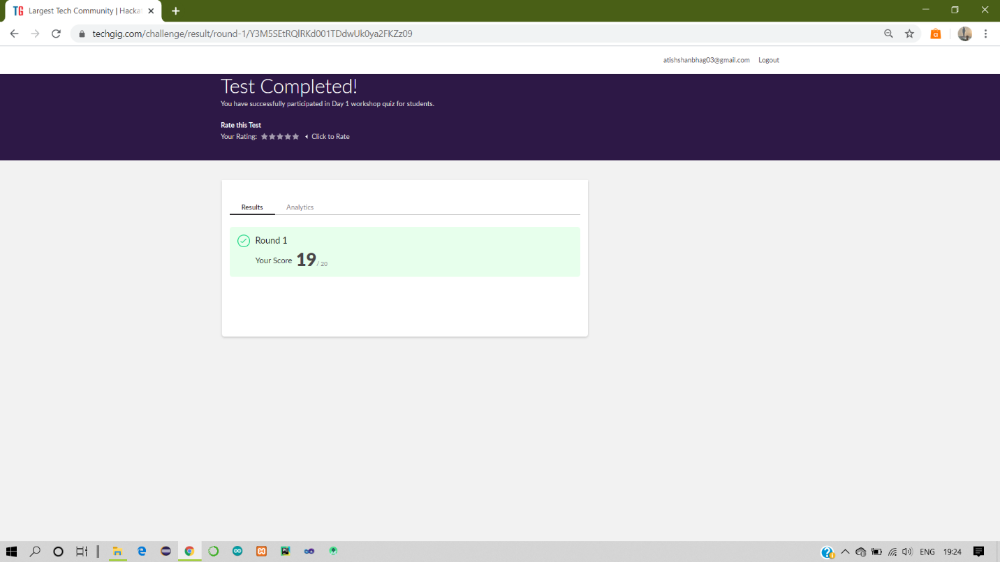 TG Largest Tech Community | Hacka
techgig.com/challenge/result/round-1/Y3M5SEtRQlRKd001TDdwUk0ya2FKZz09
atishshanbhag03@gmail.com Logout
Test Completed!
You have successfully participated in Day 1 workshop quiz for students.
Rate this Test
Your Rating: Click to Rate
Results Analytics
Round 1
Your Score 19 / 20
ENG 19:24